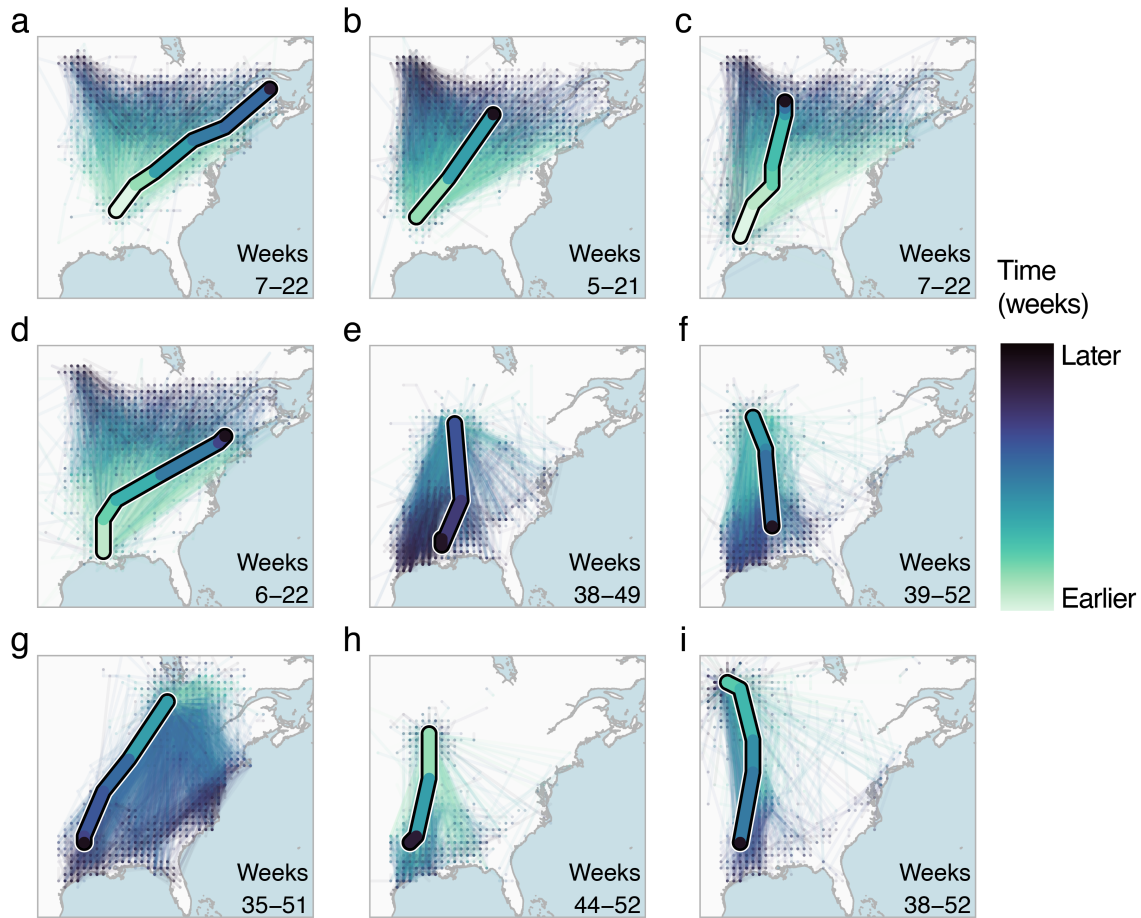 a
b
c
Weeks
7–22
Weeks
5–21
Weeks
7–22
Time
(weeks)
Later
Earlier
d
e
f
Weeks
6–22
Weeks
38–49
Weeks
39–52
g
h
i
Weeks
35–51
Weeks
44–52
Weeks
38–52